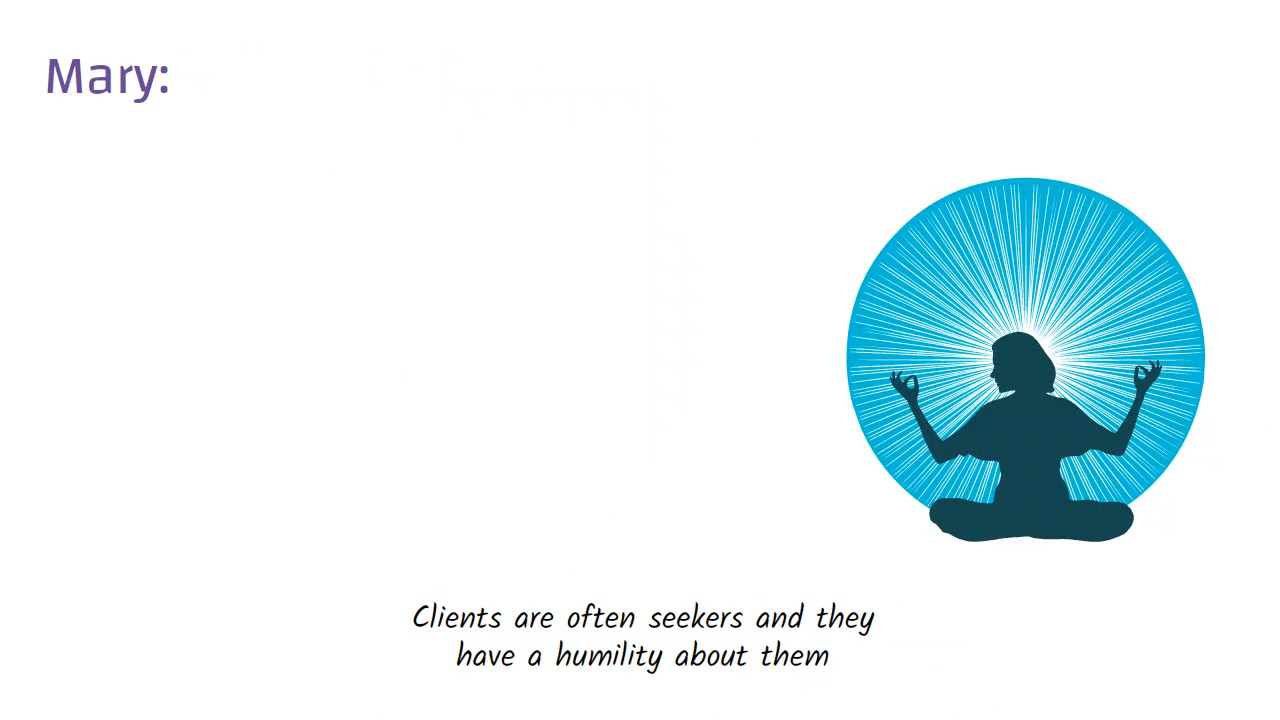 Mary:
Clients are often seekers and they
have a humility about them